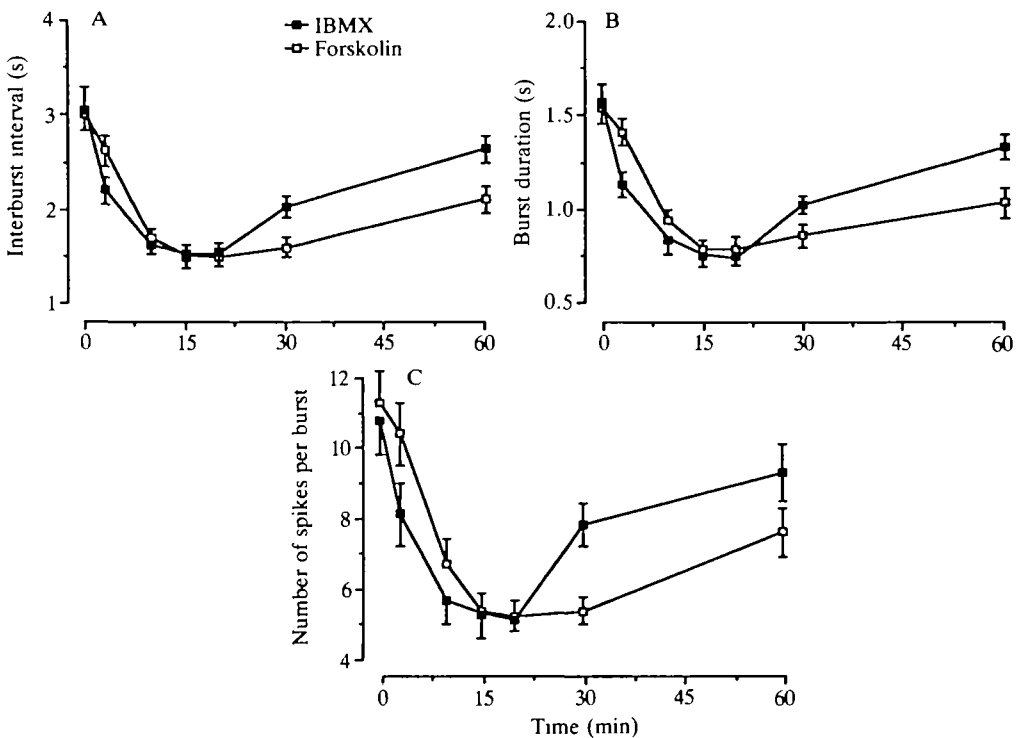 A
IBMX
Forskolin
Interburst interval (s)
4
3
2
1
0 15 30 45 60
B
Burst duration (s)
2.0
1.5
1.0
0.5
0 15 30 45 60
C
Number of spikes per burst
12
10
8
6
4
0 15 30 45 60
Time (min)